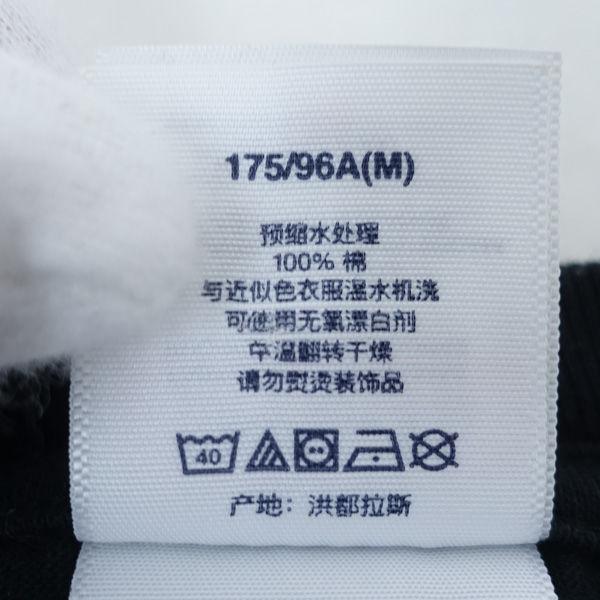 175/96A(M)
预缩水处理
100% 棉
与近似色衣服温水机洗
可使用无氧漂白剂
中温翻转干燥
请勿熨烫装饰品
40
产地：洪都拉斯